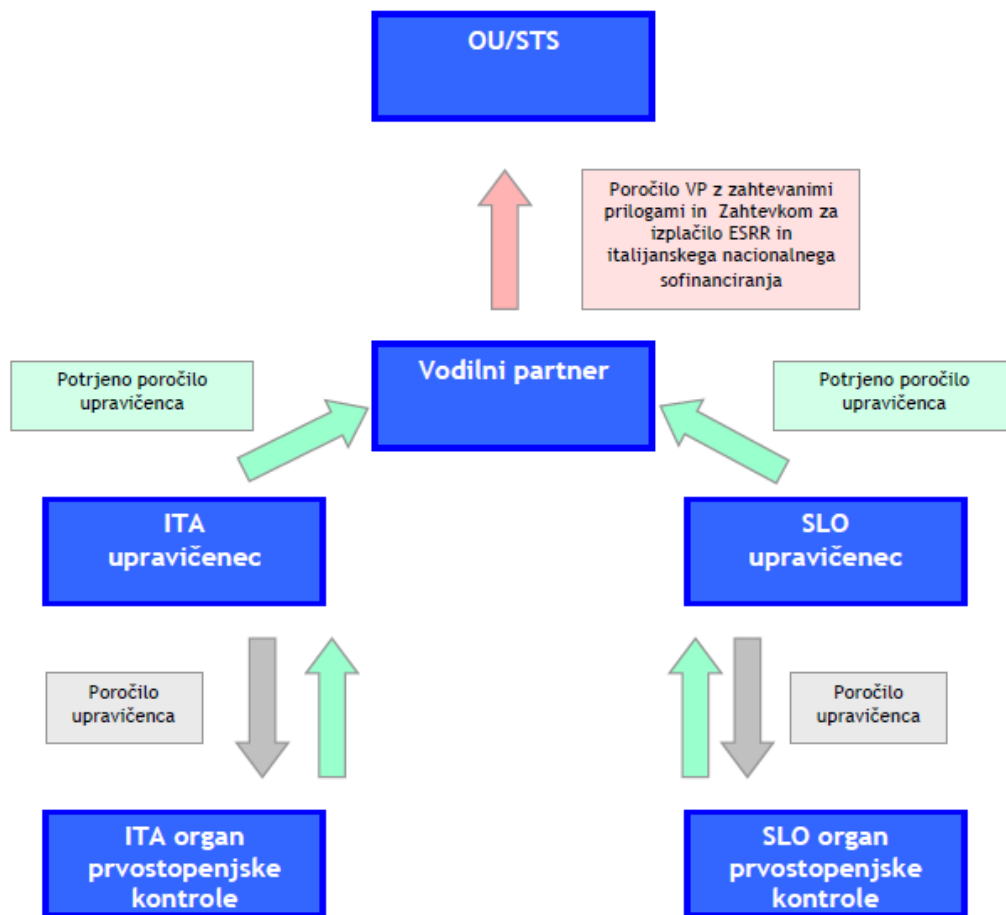 OU/STS
Poročilo VP z zahtevanimi
prilogami in Zahtevkom za
izplačilo ESRR in
italijanskega nacionalnega
sofinanciranja
Vodilni partner
Potrjeno poročilo
upravičenca
Potrjeno poročilo
upravičenca
ITA
upravičenec
SLO
upravičenec
Poročilo
upravičenca
Poročilo
upravičenca
ITA organ
prvostopenjske
kontrole
SLO organ
prvostopenjske
kontrole